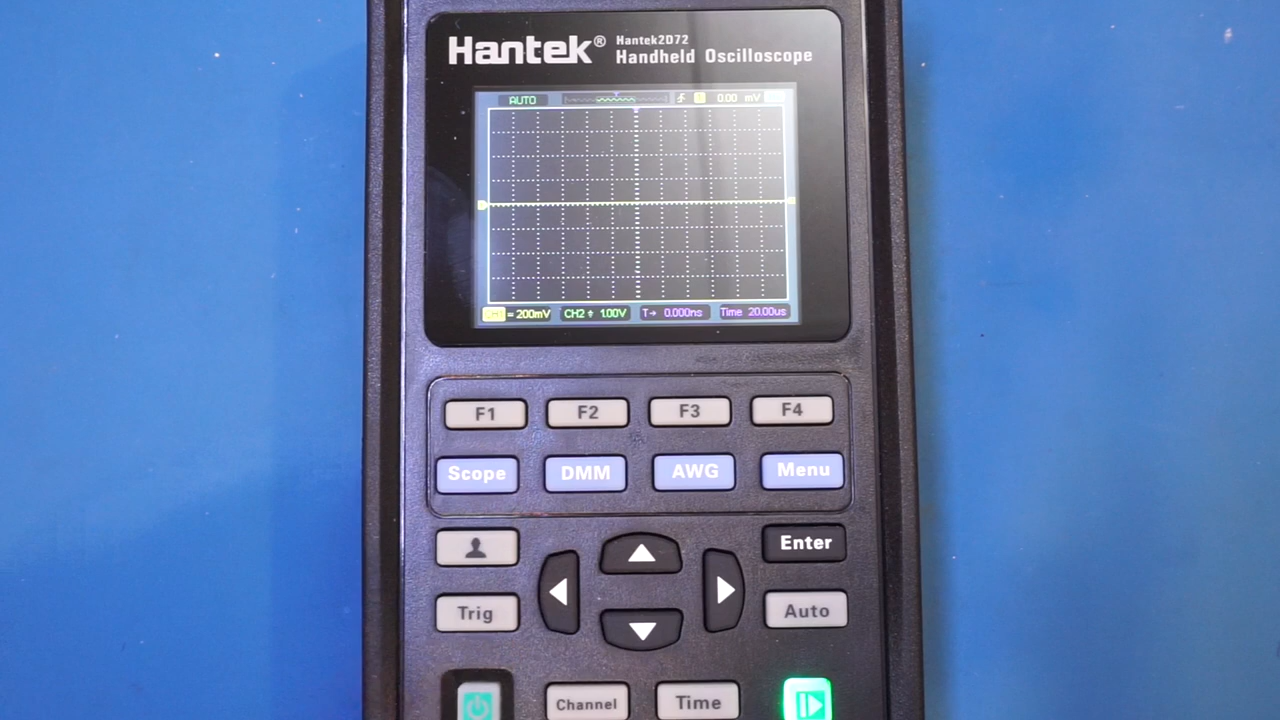 Hantek®
Hantek2D72
Handheld Oscilloscope
AUTO
0.00 mV
= 200mV
CH2 ⏆ 1.00V
T→ 0.000ns
Time 20.00us
F1
F2
F3
F4
Scope
DMM
AWG
Menu
Enter
Trig
Auto
Channel
Time